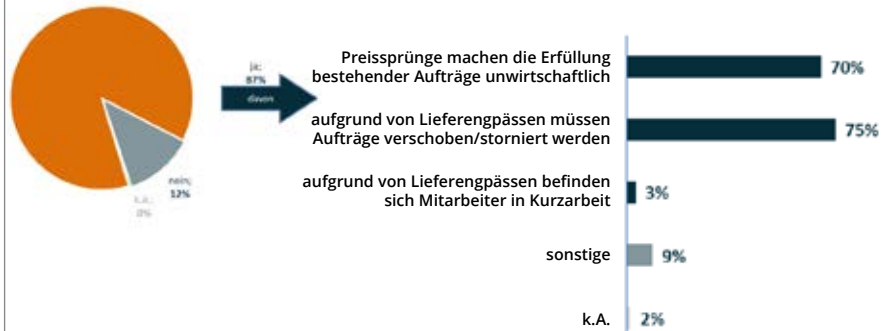 ja;
87%
davon
nein;
12%
k.A.;
0%
Preissprünge machen die Erfüllung
bestehender Aufträge unwirtschaftlich
70%
aufgrund von Lieferengpässen müssen
Aufträge verschoben/storniert werden
75%
aufgrund von Lieferengpässen befinden
sich Mitarbeiter in Kurzarbeit
3%
sonstige
9%
k.A.
2%